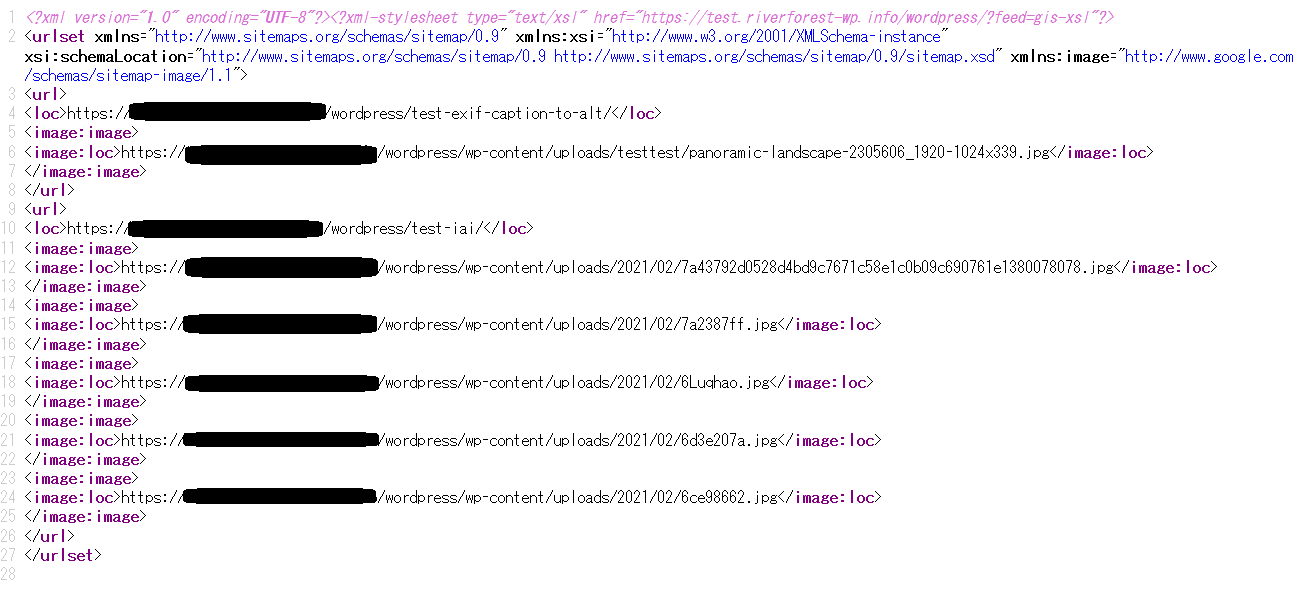 1 <?xml version="1.0" encoding="UTF-8"?><?xml-stylesheet type="text/xsl" href="https://test.riverforest-wp.info/wordpress/?feed=gis-xsl"?>
2 <urlset xmlns="http://www.sitemaps.org/schemas/sitemap/0.9" xmlns:xsi="http://www.w3.org/2001/XMLSchema-instance"
xsi:schemaLocation="http://www.sitemaps.org/schemas/sitemap/0.9 http://www.sitemaps.org/schemas/sitemap/0.9/sitemap.xsd" xmlns:image="http://www.google.com
/schemas/sitemap-image/1.1">
3 <url>
4 <loc>https:///wordpress/test-exif-caption-to-alt/</loc>
5 <image:image>
6 <image:loc>https:///wordpress/wp-content/uploads/testtest/panoramic-landscape-2305606_1920-1024x339.jpg</image:loc>
7 </image:image>
8 </url>
9 <url>
10 <loc>https:///wordpress/test-iai/</loc>
11 <image:image>
12 <image:loc>https:///wordpress/wp-content/uploads/2021/02/7a43792d0528d4bd9c7671c58e1c0b09c690761e1380078078.jpg</image:loc>
13 </image:image>
14 <image:image>
15 <image:loc>https:///wordpress/wp-content/uploads/2021/02/7a2387ff.jpg</image:loc>
16 </image:image>
17 <image:image>
18 <image:loc>https:///wordpress/wp-content/uploads/2021/02/6Luqhao.jpg</image:loc>
19 </image:image>
20 <image:image>
21 <image:loc>https:///wordpress/wp-content/uploads/2021/02/6d3e207a.jpg</image:loc>
22 </image:image>
23 <image:image>
24 <image:loc>https:///wordpress/wp-content/uploads/2021/02/6ce98662.jpg</image:loc>
25 </image:image>
26 </url>
27 </urlset>
28